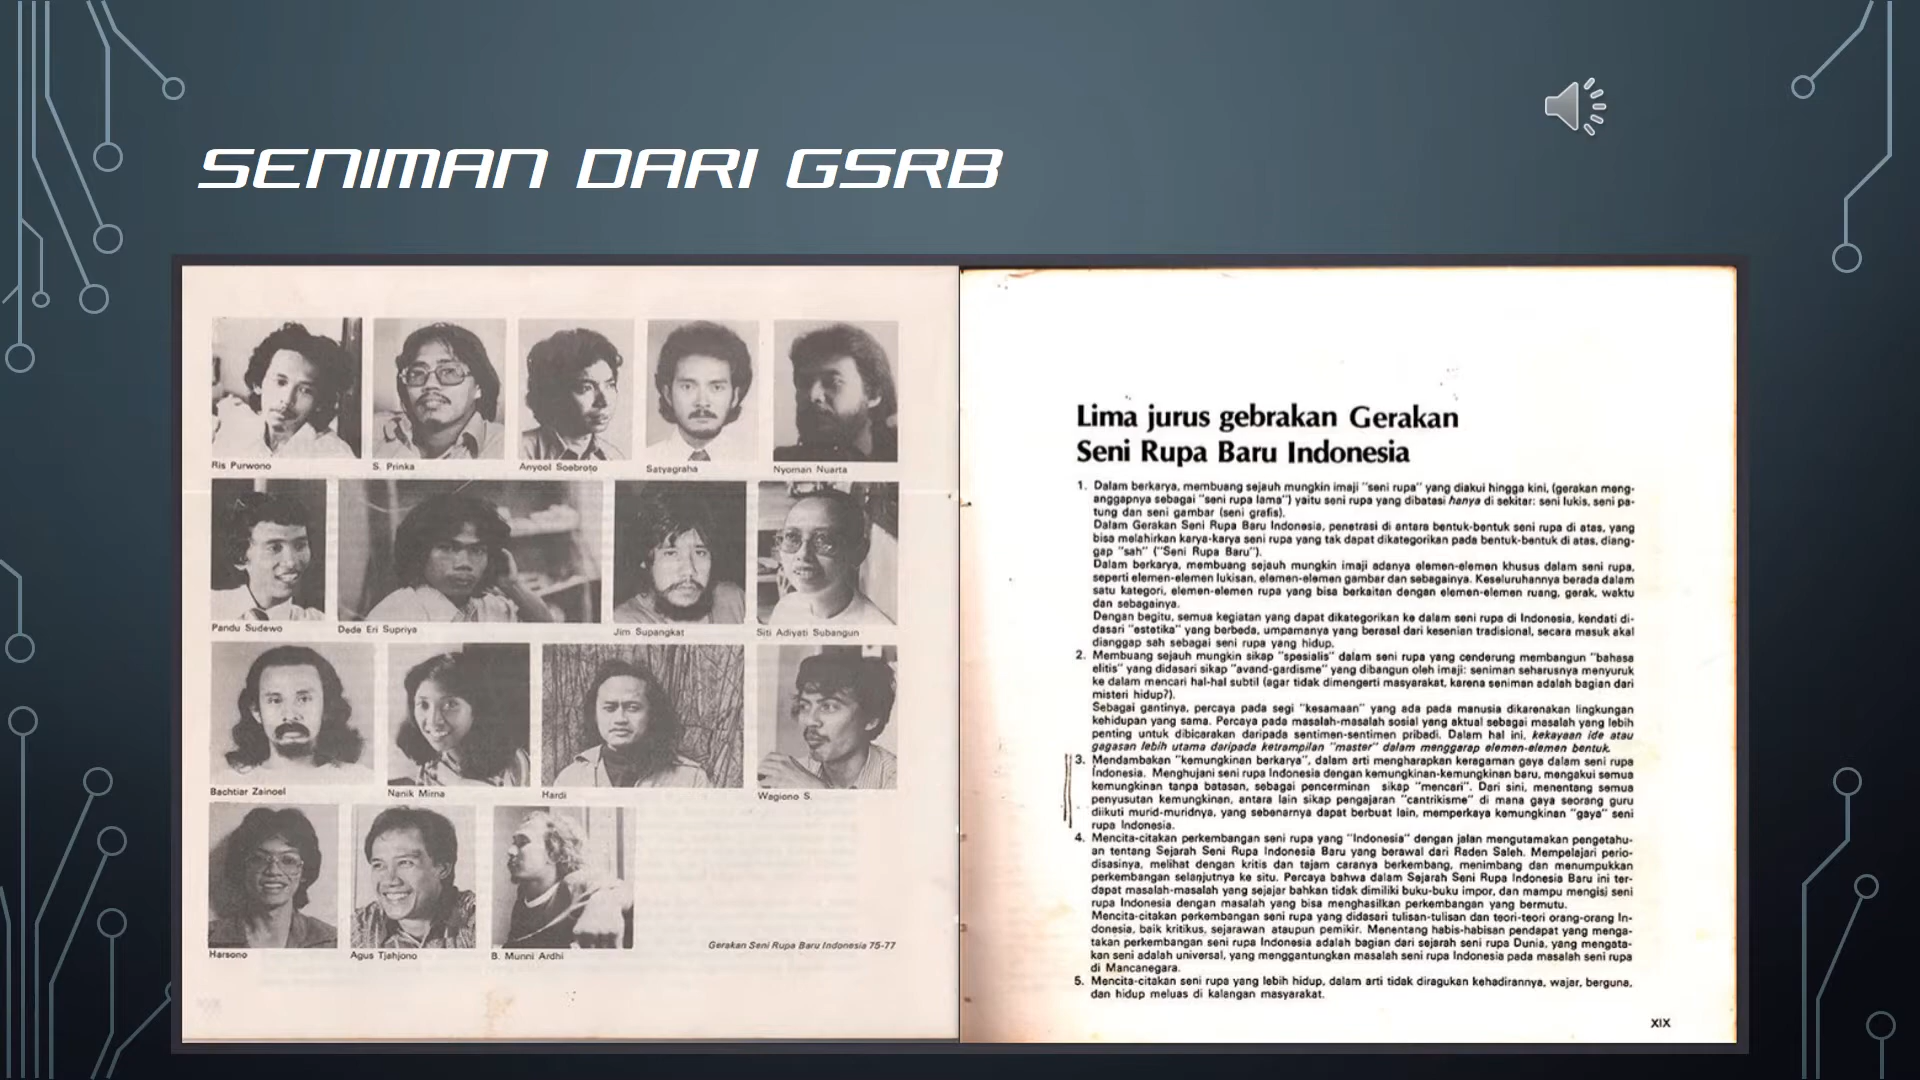 SENIMAN DARI GSRB
Ris Purwono
S. Prinka
Anyool Soebroto
Satyagraha
Nyoman Nuarta
Pandu Sudewo
Dede Eri Supriya
Jim Supangkat
Siti Adiyati Subangun
Bachtiar Zainoel
Nanik Mirna
Hardi
Wagiono S.
Harsono
Agus Tjahjono
B. Munni Ardhi
Gerakan Seni Rupa Baru Indonesia 75-77
Lima jurus gebrakan Gerakan
Seni Rupa Baru Indonesia
1. Dalam berkarya, membuang sejauh mungkin imaji "seni rupa" yang diakui hingga kini, (gerakan meng-
anggapnya sebagai "seni rupa lama") yaitu seni rupa yang dibatasi hanya di sekitar: seni lukis, seni pa-
tung dan seni gambar (seni grafis).
Dalam Gerakan Seni Rupa Baru Indonesia, penetrasi di antara bentuk-bentuk seni rupa di atas, yang
bisa melahirkan karya-karya seni rupa yang tak dapat dikategorikan pada bentuk-bentuk di atas, diang-
gap "sah" ("Seni Rupa Baru").
Dalam berkarya, membuang sejauh mungkin imaji adanya elemen-elemen khusus dalam seni rupa,
seperti elemen-elemen lukisan, elemen-elemen gambar dan sebagainya. Keseluruhannya berada dalam
satu kategori, elemen-elemen rupa yang bisa berkaitan dengan elemen-elemen ruang, gerak, waktu
dan sebagainya.
Dengan begitu, semua kegiatan yang dapat dikategorikan ke dalam seni rupa di Indonesia, kendati di-
dasari "estetika" yang berbeda, umpamanya yang berasal dari kesenian tradisional, secara masuk akal
dianggap sah sebagai seni rupa yang hidup.
2. Membuang sejauh mungkin sikap "spesialis" dalam seni rupa yang cenderung membangun "bahasa
elitis" yang didasari sikap "avand-gardisme" yang dibangun oleh imaji: seniman seharusnya menyuruk
ke dalam mencari hal-hal subtil (agar tidak dimengerti masyarakat, karena seniman adalah bagian dari
misteri hidup?).
Sebagai gantinya, percaya pada segi "kesamaan" yang ada pada manusia dikarenakan lingkungan
kehidupan yang sama. Percaya pada masalah-masalah sosial yang aktual sebagai masalah yang lebih
penting untuk dibicarakan daripada sentimen-sentimen pribadi. Dalam hal ini, kekayaan ide atau
gagasan lebih utama daripada ketrampilan "master" dalam menggarap elemen-elemen bentuk.
3. Mendambakan "kemungkinan berkarya", dalam arti mengharapkan keragaman gaya dalam seni rupa
Indonesia. Menghujani seni rupa Indonesia dengan kemungkinan-kemungkinan baru, mengakui semua
kemungkinan tanpa batasan, sebagai pencerminan sikap "mencari". Dari sini, menentang semua
penyusutan kemungkinan, antara lain sikap pengajaran "cantrikisme" di mana gaya seorang guru
diikuti murid-muridnya, yang sebenarnya dapat berbuat lain, memperkaya kemungkinan "gaya" seni
rupa Indonesia.
4. Mencita-citakan perkembangan seni rupa yang "Indonesia" dengan jalan mengutamakan pengetahu-
an tentang Sejarah Seni Rupa Indonesia Baru yang berawal dari Raden Saleh. Mempelajari perio-
disasinya, melihat dengan kritis dan tajam caranya berkembang, menimbang dan menumpukkan
perkembangan selanjutnya ke situ. Percaya bahwa dalam Sejarah Seni Rupa Indonesia Baru ini ter-
dapat masalah-masalah yang sejajar bahkan tidak dimiliki buku-buku impor, dan mampu mengisi seni
rupa Indonesia dengan masalah yang bisa menghasilkan perkembangan yang bermutu.
Mencita-citakan perkembangan seni rupa yang didasari tulisan-tulisan dan teori-teori orang-orang In-
donesia, baik kritikus, sejarawan ataupun pemikir. Menentang habis-habisan pendapat yang menga-
takan perkembangan seni rupa Indonesia adalah bagian dari sejarah seni rupa Dunia, yang mengata-
kan seni adalah universal, yang menggantungkan masalah seni rupa Indonesia pada masalah seni rupa
di Mancanegara.
5. Mencita-citakan seni rupa yang lebih hidup, dalam arti tidak diragukan kehadirannya, wajar, berguna,
dan hidup meluas di kalangan masyarakat.
XIX